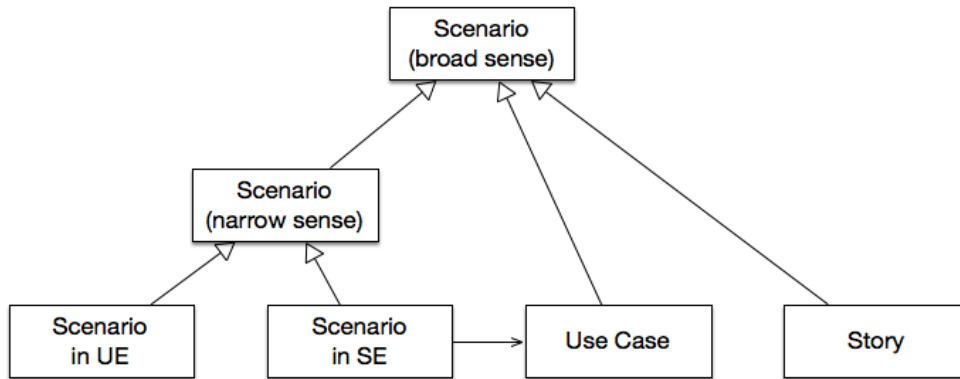 Scenario
(broad sense)
Scenario
(narrow sense)
Scenario
in UE
Scenario
in SE
Use Case
Story